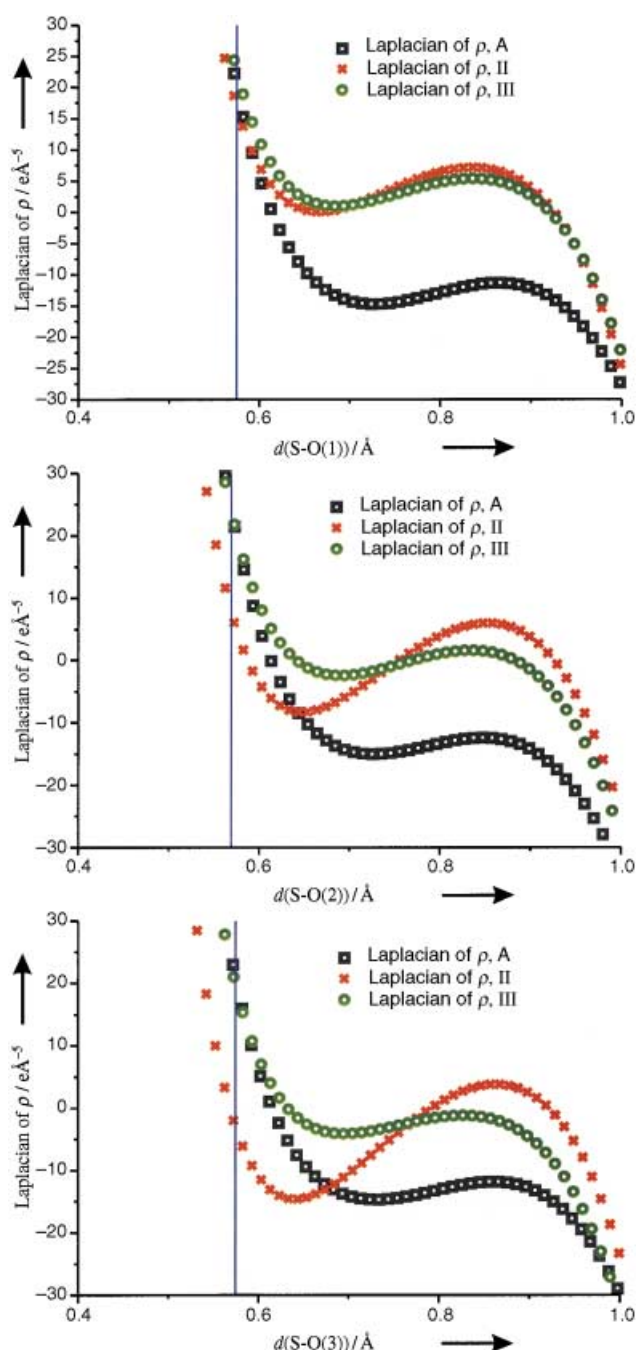 30
25
20
15
10
5
0
−5
−10
−15
−20
−25
−30
Laplacian of ρ / eÅ⁻⁵
Laplacian of ρ, A
Laplacian of ρ, II
Laplacian of ρ, III
0.4
0.6
0.8
1.0
d(S-O(1))/Å
30
20
10
0
−10
−20
−30
Laplacian of ρ / eÅ⁻⁵
Laplacian of ρ, A
Laplacian of ρ, II
Laplacian of ρ, III
0.4
0.6
0.8
1.0
d(S-O(2))/Å
30
20
10
0
−10
−20
−30
Laplacian of ρ / eÅ⁻⁵
Laplacian of ρ, A
Laplacian of ρ, II
Laplacian of ρ, III
0.4
0.6
0.8
1.0
d(S-O(3))/Å